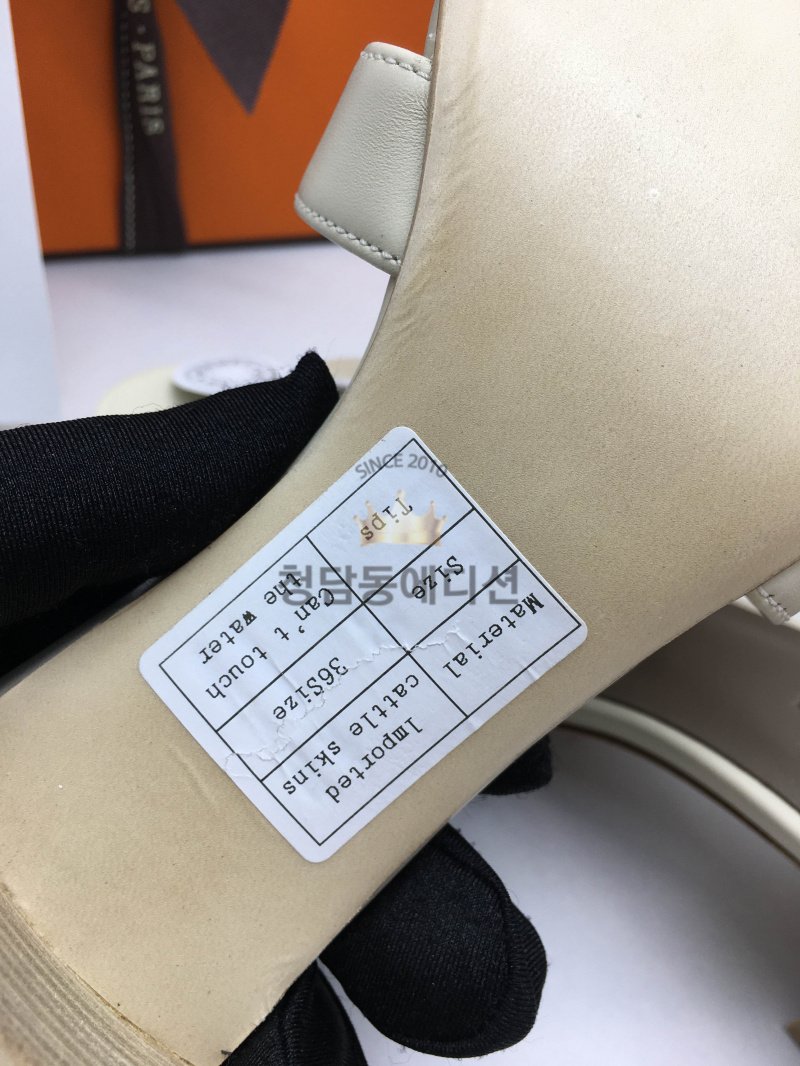 S • PARIS
SINCE 2010
청담동에디션
Material
Imported
cattle skins
Size
36Size
Tips
Can't touch
the water